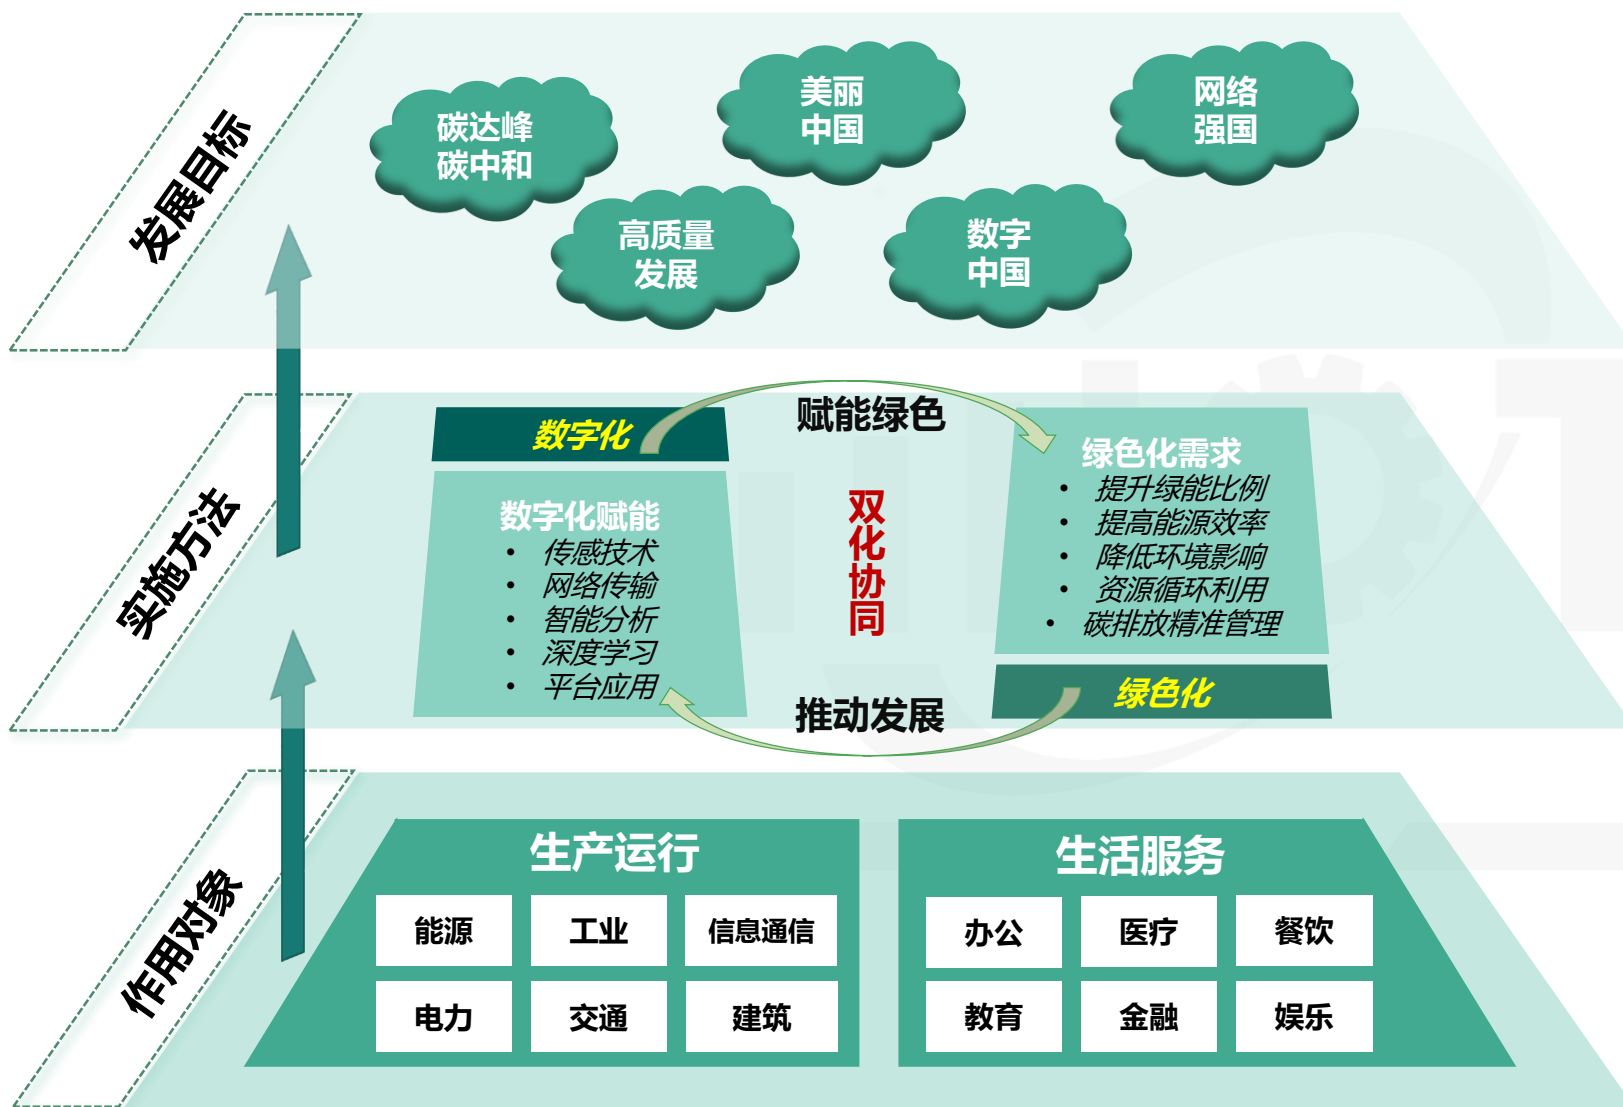 发展目标
碳达峰
碳中和
美丽
中国
网络
强国
高质量
发展
数字
中国
实施方法
数字化
数字化赋能
• 传感技术
• 网络传输
• 智能分析
• 深度学习
• 平台应用
赋能绿色
双
化
协
同
推动发展
绿色化需求
• 提升绿能比例
• 提高能源效率
• 降低环境影响
• 资源循环利用
• 碳排放精准管理
绿色化
作用对象
生产运行
能源
工业
信息通信
电力
交通
建筑
生活服务
办公
医疗
餐饮
教育
金融
娱乐